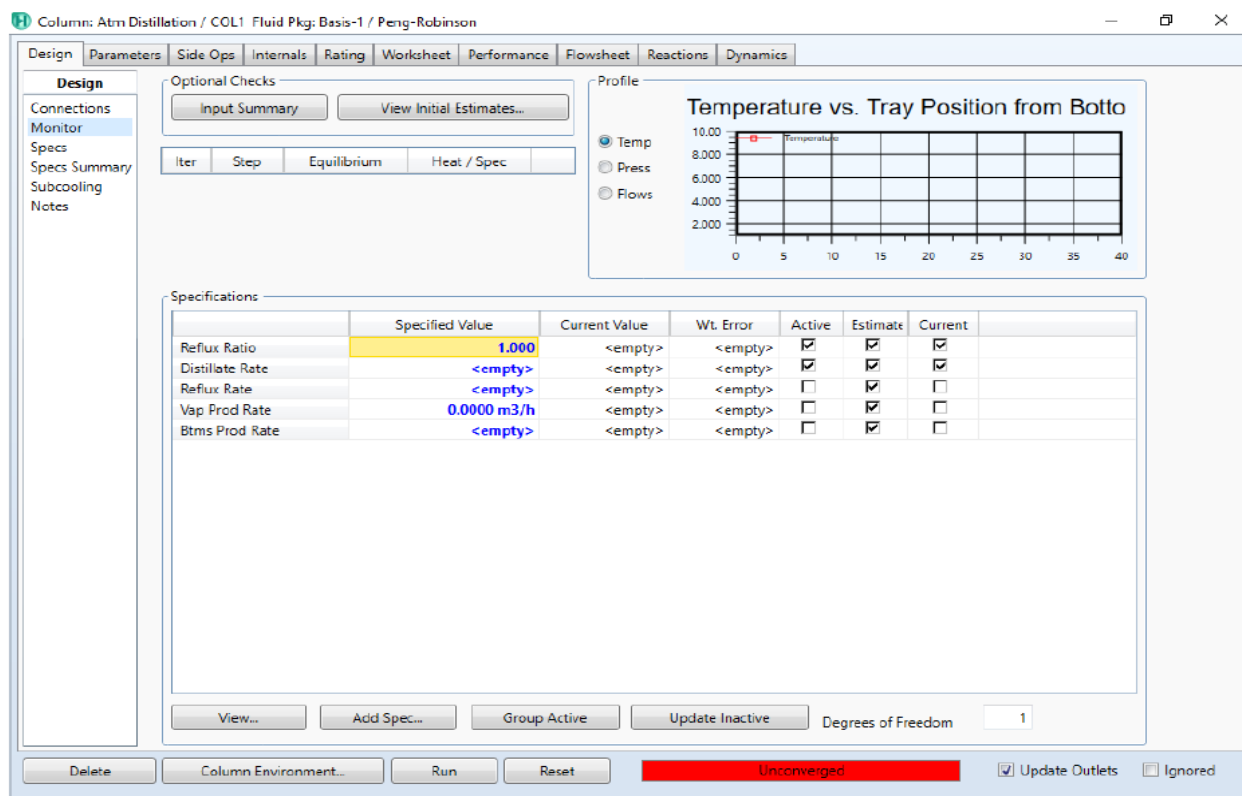 Column: Atm Distillation / COL1 Fluid Pkg: Basis-1 / Peng-Robinson
Design Parameters Side Ops Internals Rating Worksheet Performance Flowsheet Reactions Dynamics
Design
Connections
Monitor
Specs
Specs Summary
Subcooling
Notes
Optional Checks
Input Summary View Initial Estimates...
Iter Step Equilibrium Heat / Spec
Profile
Temp
Press
Flows
Temperature vs. Tray Position from Botto
Temperature
10.00
8.000
6.000
4.000
2.000
0 5 10 15 20 25 30 35 40
Specifications
Specified Value Current Value Wt. Error Active Estimate Current
Reflux Ratio 1.000 <empty> <empty>
Distillate Rate <empty> <empty> <empty>
Reflux Rate <empty> <empty> <empty>
Vap Prod Rate 0.0000 m3/h <empty> <empty>
Btms Prod Rate <empty> <empty> <empty>
View... Add Spec... Group Active Update Inactive Degrees of Freedom 1
Delete Column Environment... Run Reset Unconverged Update Outlets Ignored